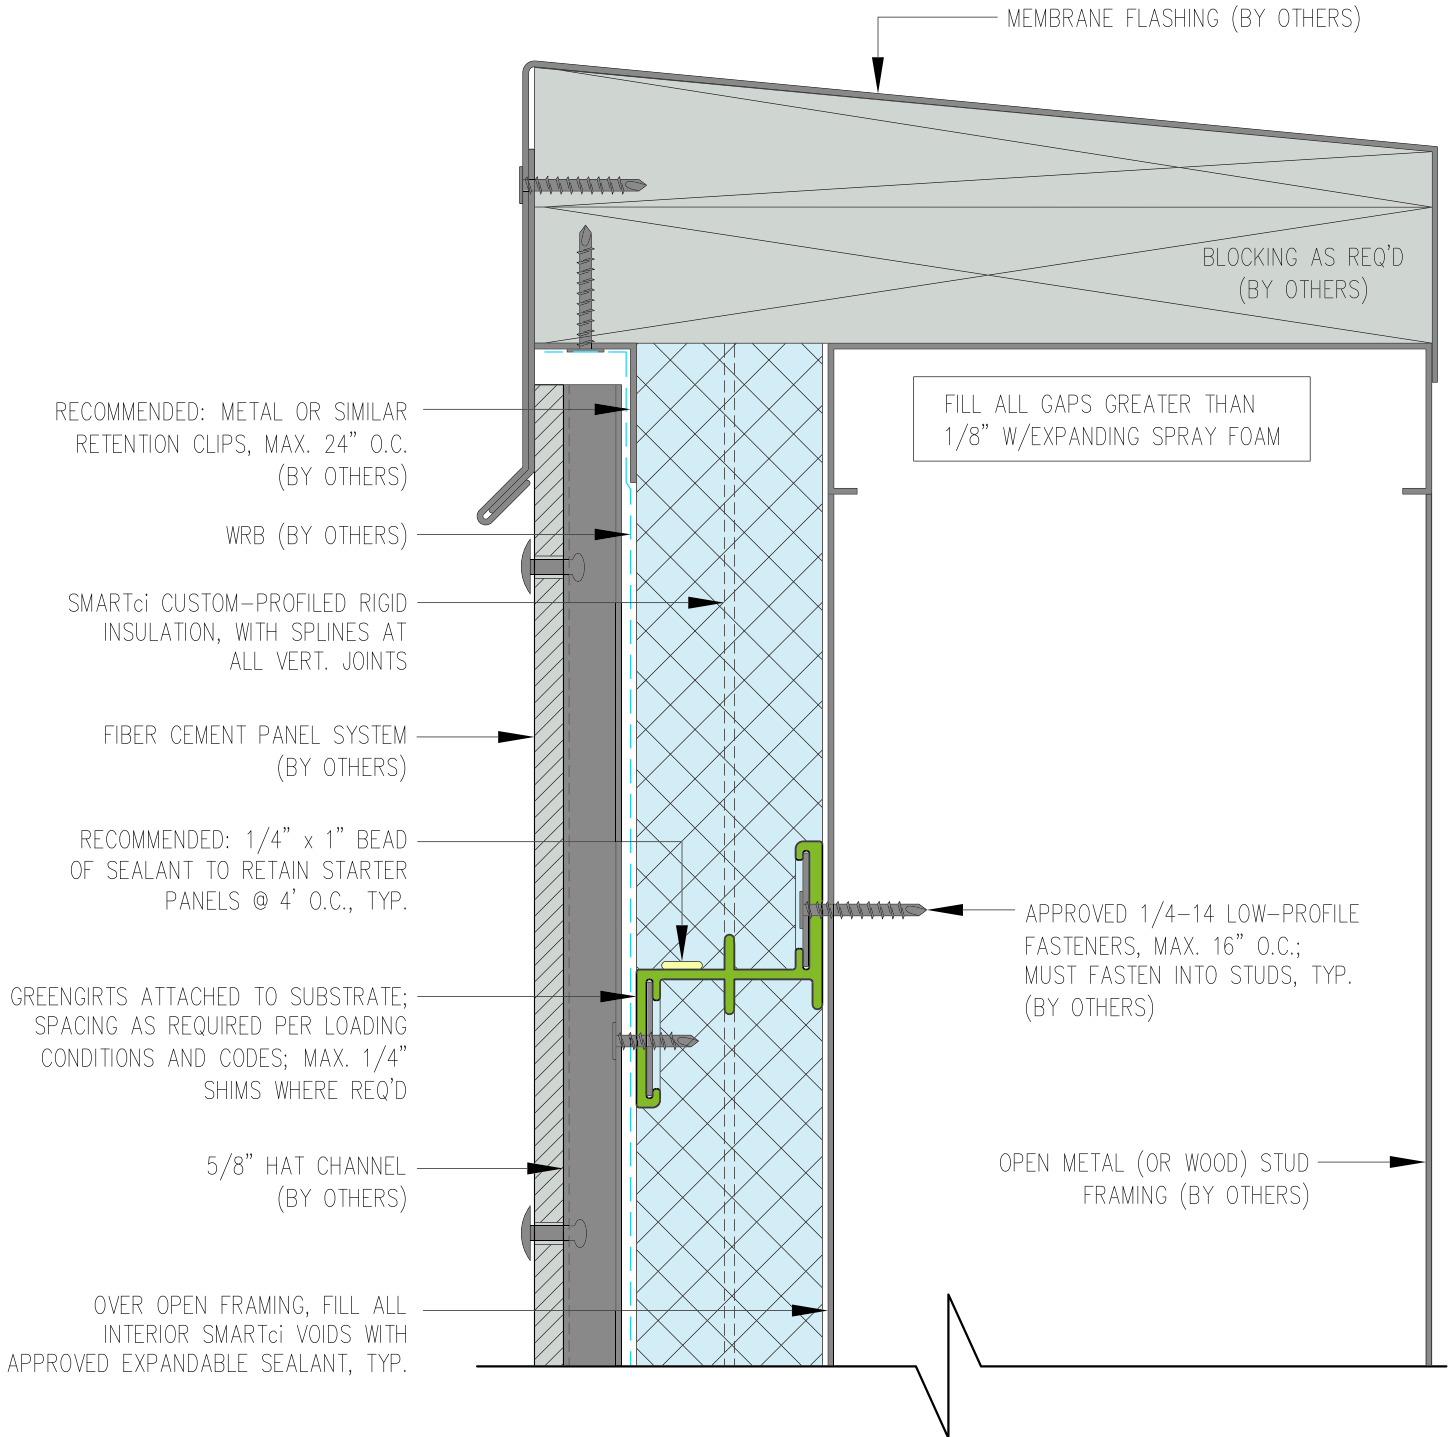 MEMBRANE FLASHING (BY OTHERS)
BLOCKING AS REQ'D
(BY OTHERS)
FILL ALL GAPS GREATER THAN
1/8" W/EXPANDING SPRAY FOAM
RECOMMENDED: METAL OR SIMILAR
RETENTION CLIPS, MAX. 24" O.C.
(BY OTHERS)
WRB (BY OTHERS)
SMARTci CUSTOM-PROFILED RIGID
INSULATION, WITH SPLINES AT
ALL VERT. JOINTS
FIBER CEMENT PANEL SYSTEM
(BY OTHERS)
RECOMMENDED: 1/4" x 1" BEAD
OF SEALANT TO RETAIN STARTER
PANELS @ 4' O.C., TYP.
APPROVED 1/4-14 LOW-PROFILE
FASTENERS, MAX. 16" O.C.;
MUST FASTEN INTO STUDS, TYP.
(BY OTHERS)
GREENGIRTS ATTACHED TO SUBSTRATE;
SPACING AS REQUIRED PER LOADING
CONDITIONS AND CODES; MAX. 1/4"
SHIMS WHERE REQ'D
5/8" HAT CHANNEL
(BY OTHERS)
OPEN METAL (OR WOOD) STUD
FRAMING (BY OTHERS)
OVER OPEN FRAMING, FILL ALL
INTERIOR SMARTci VOIDS WITH
APPROVED EXPANDABLE SEALANT, TYP.